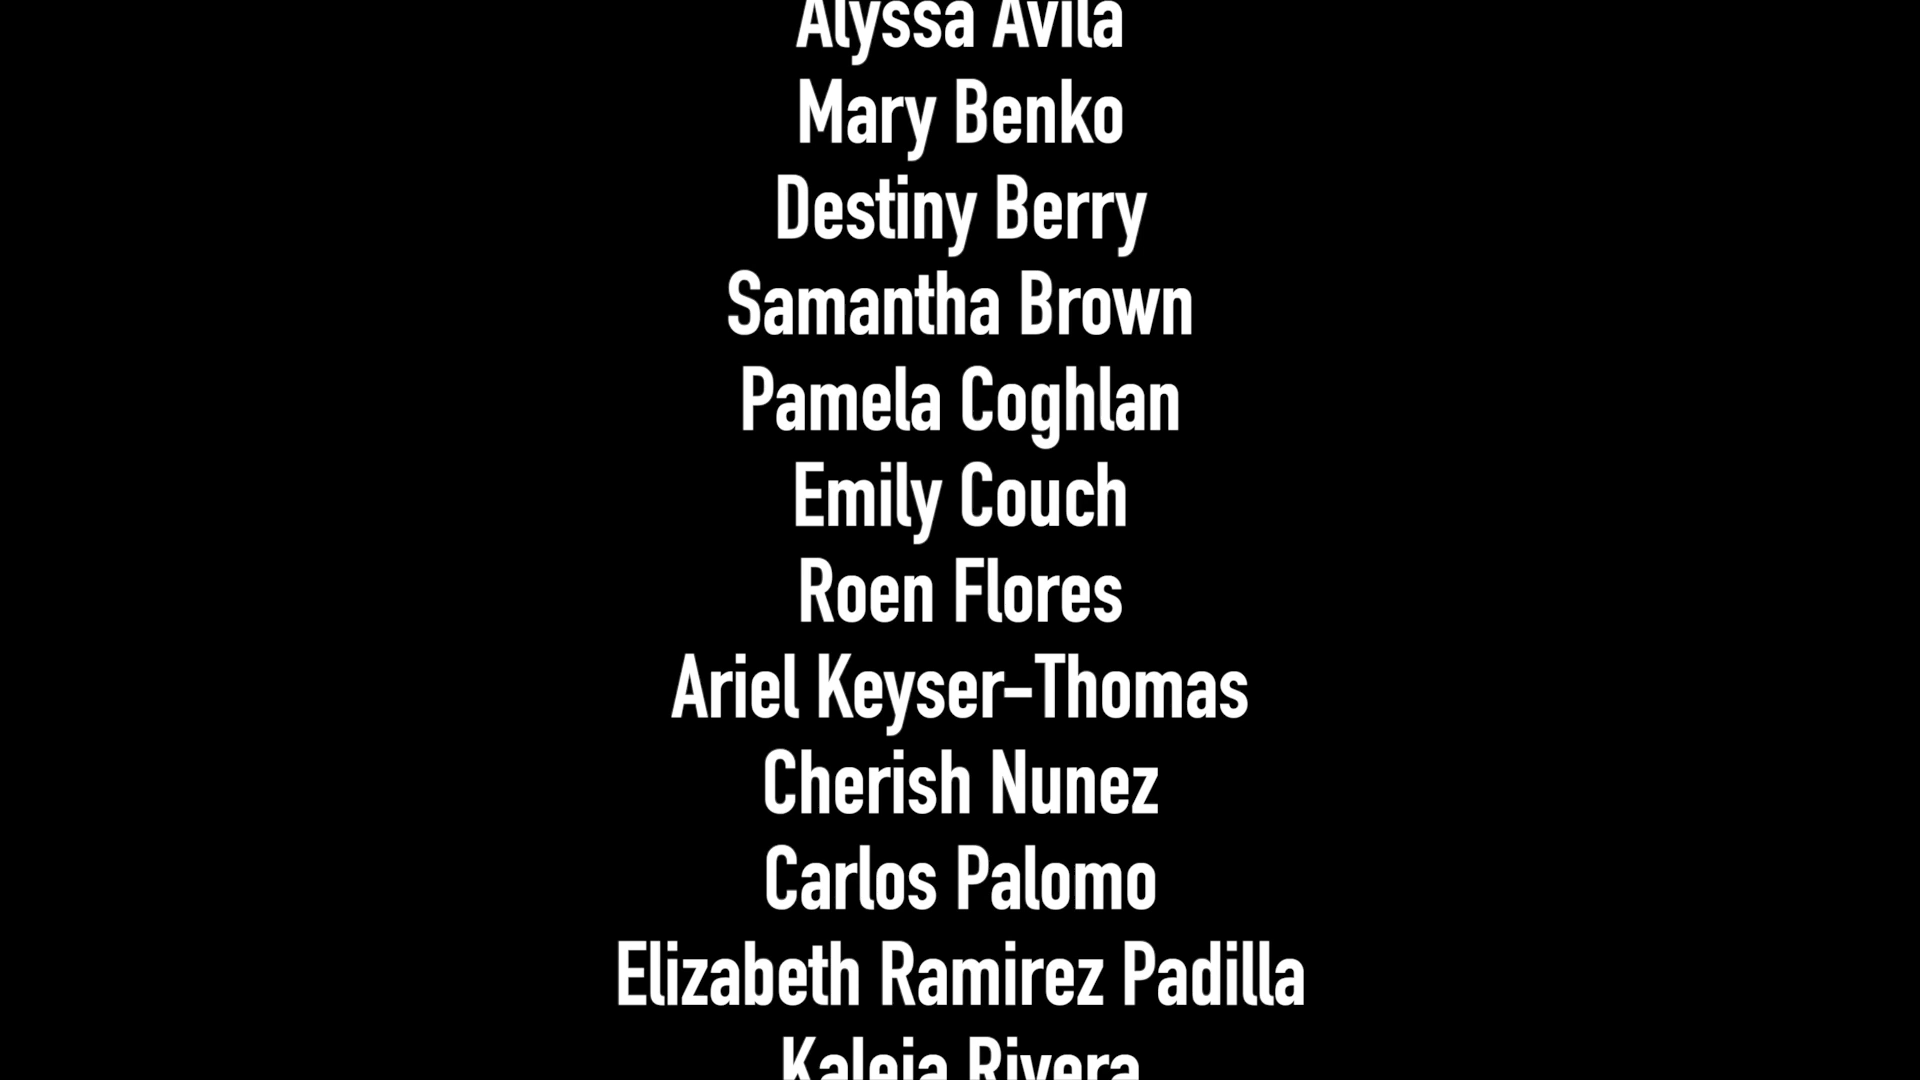 Alyssa Avila
Mary Benko
Destiny Berry
Samantha Brown
Pamela Coghlan
Emily Couch
Roen Flores
Ariel Keyser-Thomas
Cherish Nunez
Carlos Palomo
Elizabeth Ramirez Padilla
Rivera